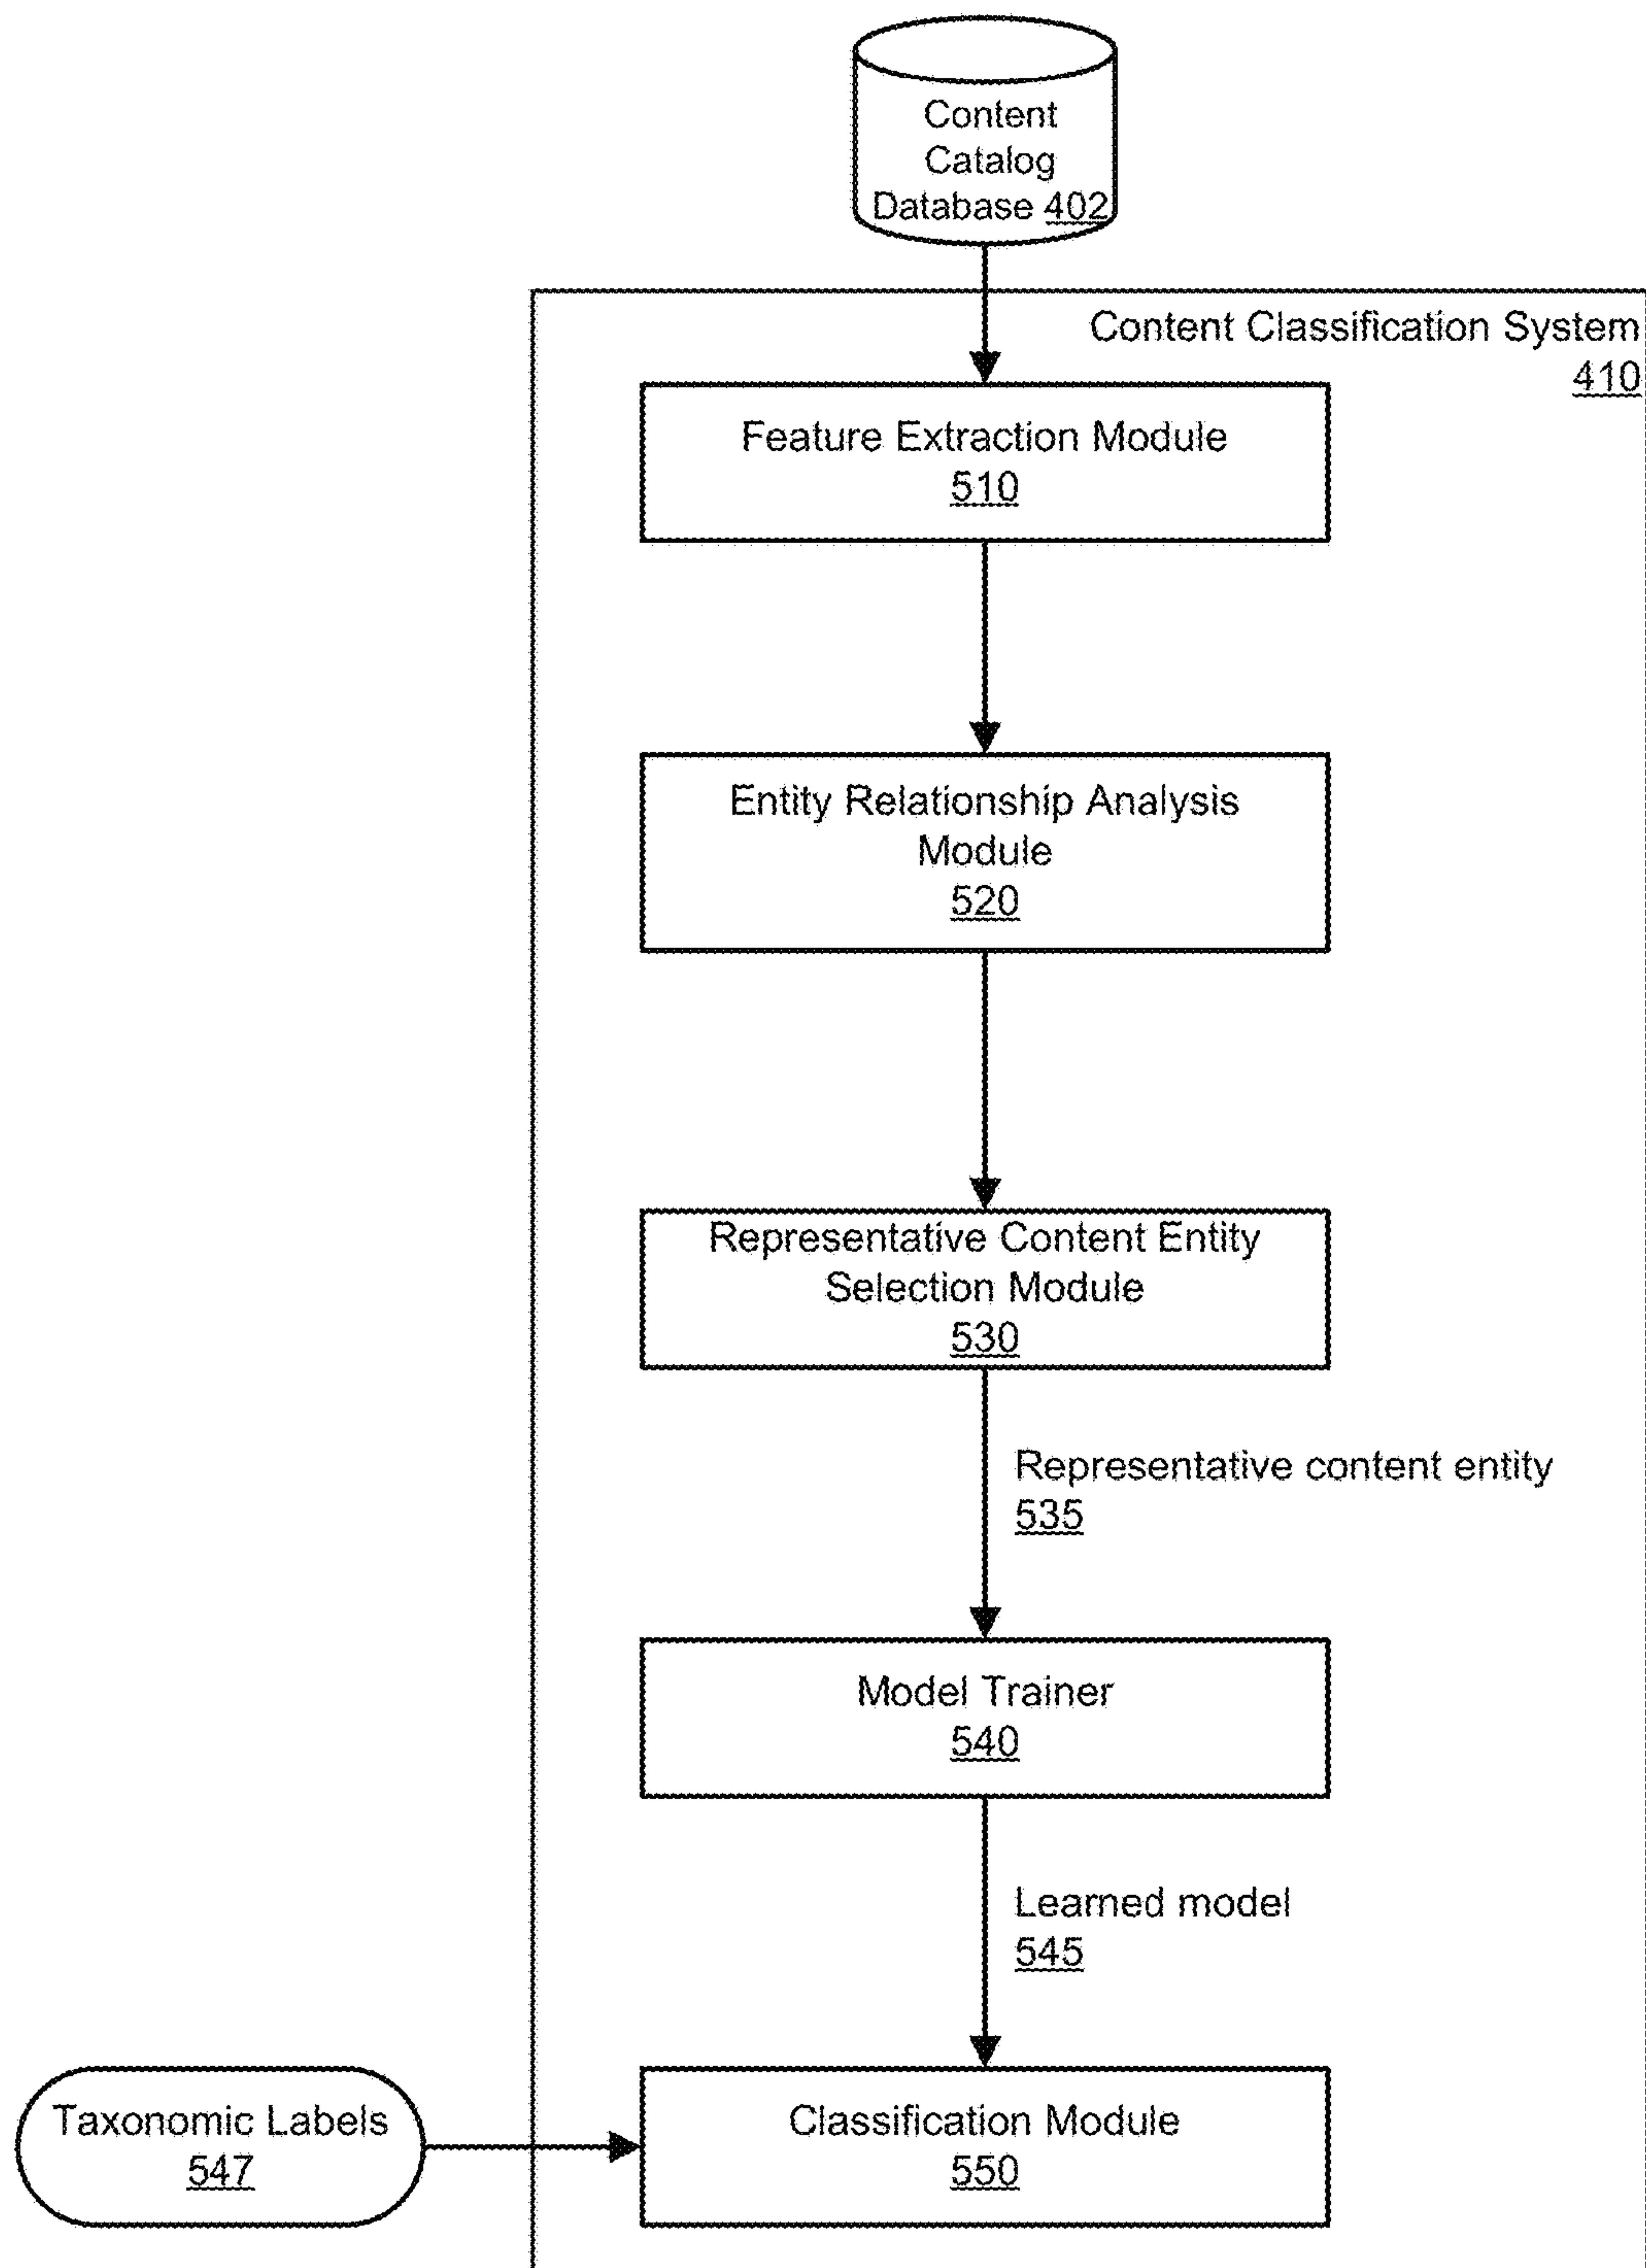 Content
Catalog
Database 402
Content Classification System
410
Feature Extraction Module
510
Entity Relationship Analysis
Module
520
Representative Content Entity
Selection Module
530
Representative content entity
535
Model Trainer
540
Learned model
545
Taxonomic Labels
547
Classification Module
550